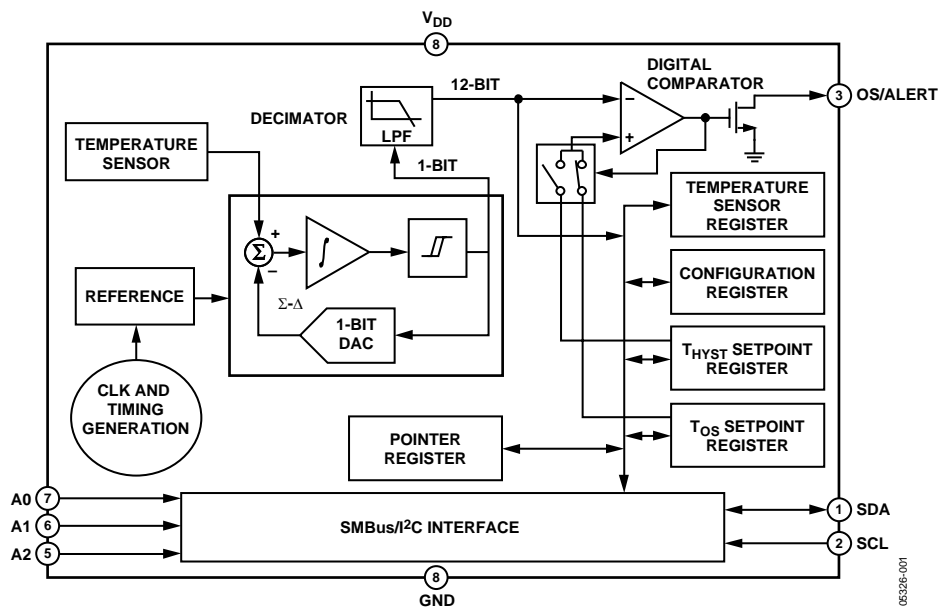 VDD
8
DIGITAL
COMPARATOR
12-BIT
3 OS/ALERT
DECIMATOR
LPF
−
+
TEMPERATURE
SENSOR
1-BIT
TEMPERATURE
SENSOR
REGISTER
+
Σ
−
∫
CONFIGURATION
REGISTER
REFERENCE
Σ-Δ
1-BIT
DAC
THYST SETPOINT
REGISTER
CLK AND
TIMING
GENERATION
TOS SETPOINT
REGISTER
POINTER
REGISTER
A0 7
A1 6
A2 5
SMBus/I2C INTERFACE
1 SDA
2 SCL
8
GND
05326-001